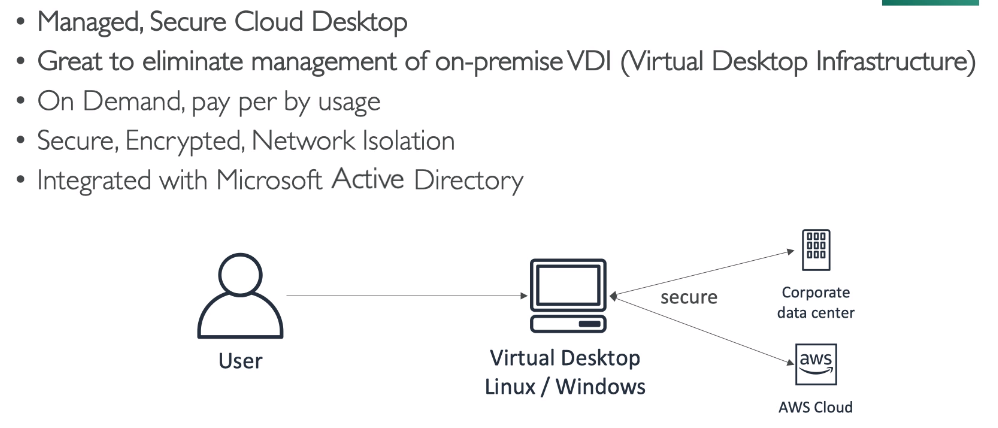 • Managed, Secure Cloud Desktop
• Great to eliminate management of on-premise VDI (Virtual Desktop Infrastructure)
• On Demand, pay per by usage
• Secure, Encrypted, Network Isolation
• Integrated with Microsoft Active Directory
User
Virtual Desktop
Linux / Windows
secure
Corporate
data center
aws
AWS Cloud